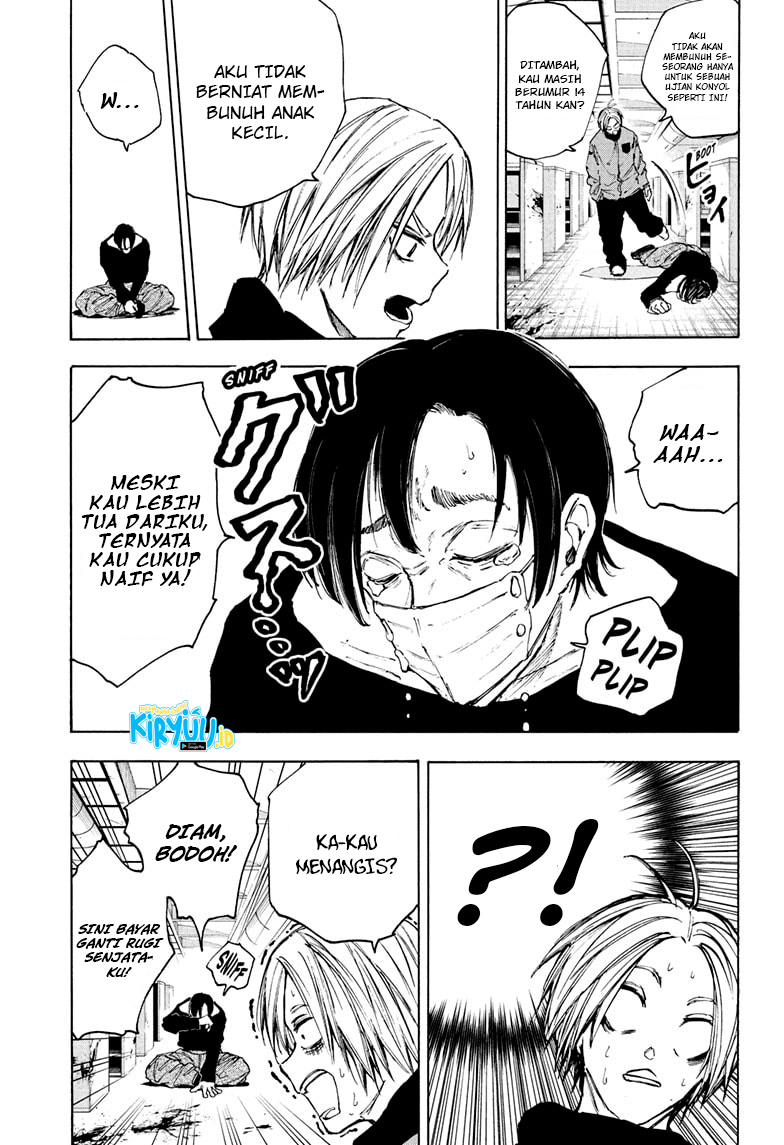 AKU
TIDAK AKAN
MEMBUNUH SE-
SEORANG HANYA
UNTUK SEBUAH
UJIAN KONYOL
SEPERTI INI!
DITAMBAH,
KAU MASIH
BERUMUR 14
TAHUN KAN?
BOOT
ヒョイ
AKU TIDAK
BERNIAT MEM-
BUNUH ANAK
KECIL.
W...
WAA-
AAH...
SNIFF
グズ...
MESKI
KAU LEBIH
TUA DARIKU,
TERNYATA
KAU CUKUP
NAIF YA!
PLIP
PLIP
KIRYUU.ID
?!
KA-KAU
MENANGIS?
DIAM,
BODOH!
SNIFF
SINI BAYAR
GANTI RUGI
SENJATA-
KU!